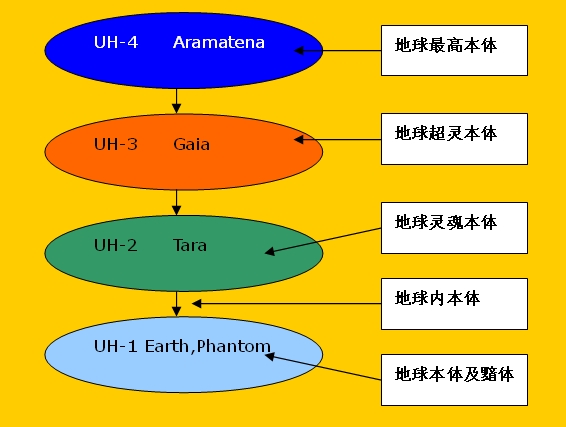 UH-4 Aramatena
地球最高本体
UH-3 Gaia
地球超灵本体
UH-2 Tara
地球灵魂本体
地球内本体
UH-1 Earth,Phantom
地球本体及黯体